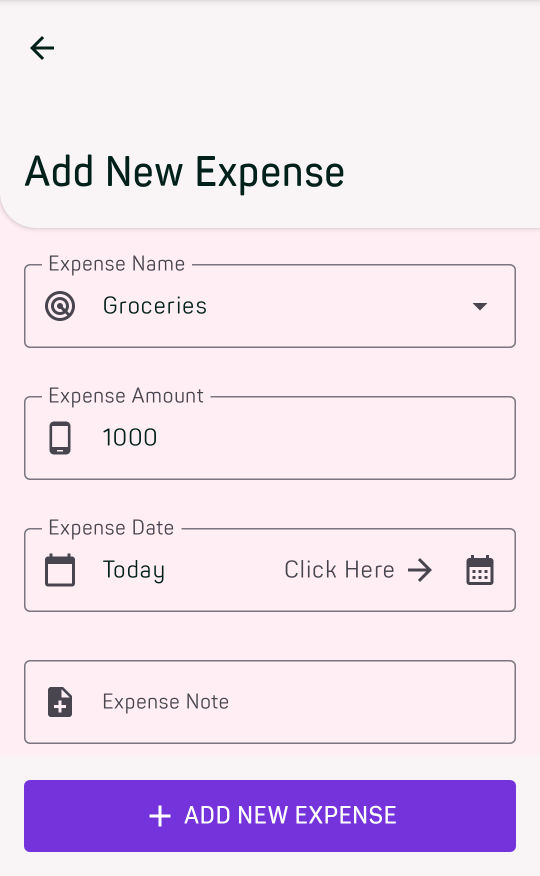 Add New Expense
Expense Name
Groceries
Expense Amount
1000
Expense Date
Today Click Here
Expense Note
ADD NEW EXPENSE